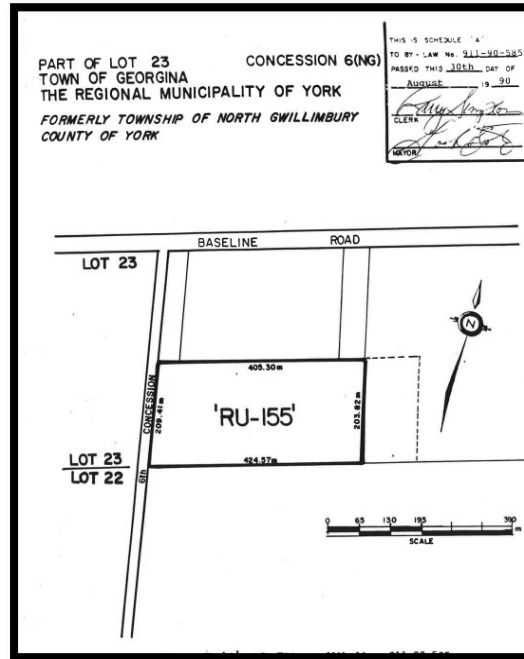 PART OF LOT 23 CONCESSION 6(NG)
TOWN OF GEORGINA
THE REGIONAL MUNICIPALITY OF YORK
FORMERLY TOWNSHIP OF NORTH GWILLIMBURY
COUNTY OF YORK
THIS IS SCHEDULE 'A'
TO BY-LAW No. 911-90-585
PASSED THIS 30th DAY OF
August 19 90
CLERK
MAYOR
BASELINE ROAD
LOT 23
405.30m
CONCESSION
209.41m
'RU-155'
203.82m
N
LOT 23
LOT 22
6th
424.57m
0 65 130 195 390 m
SCALE